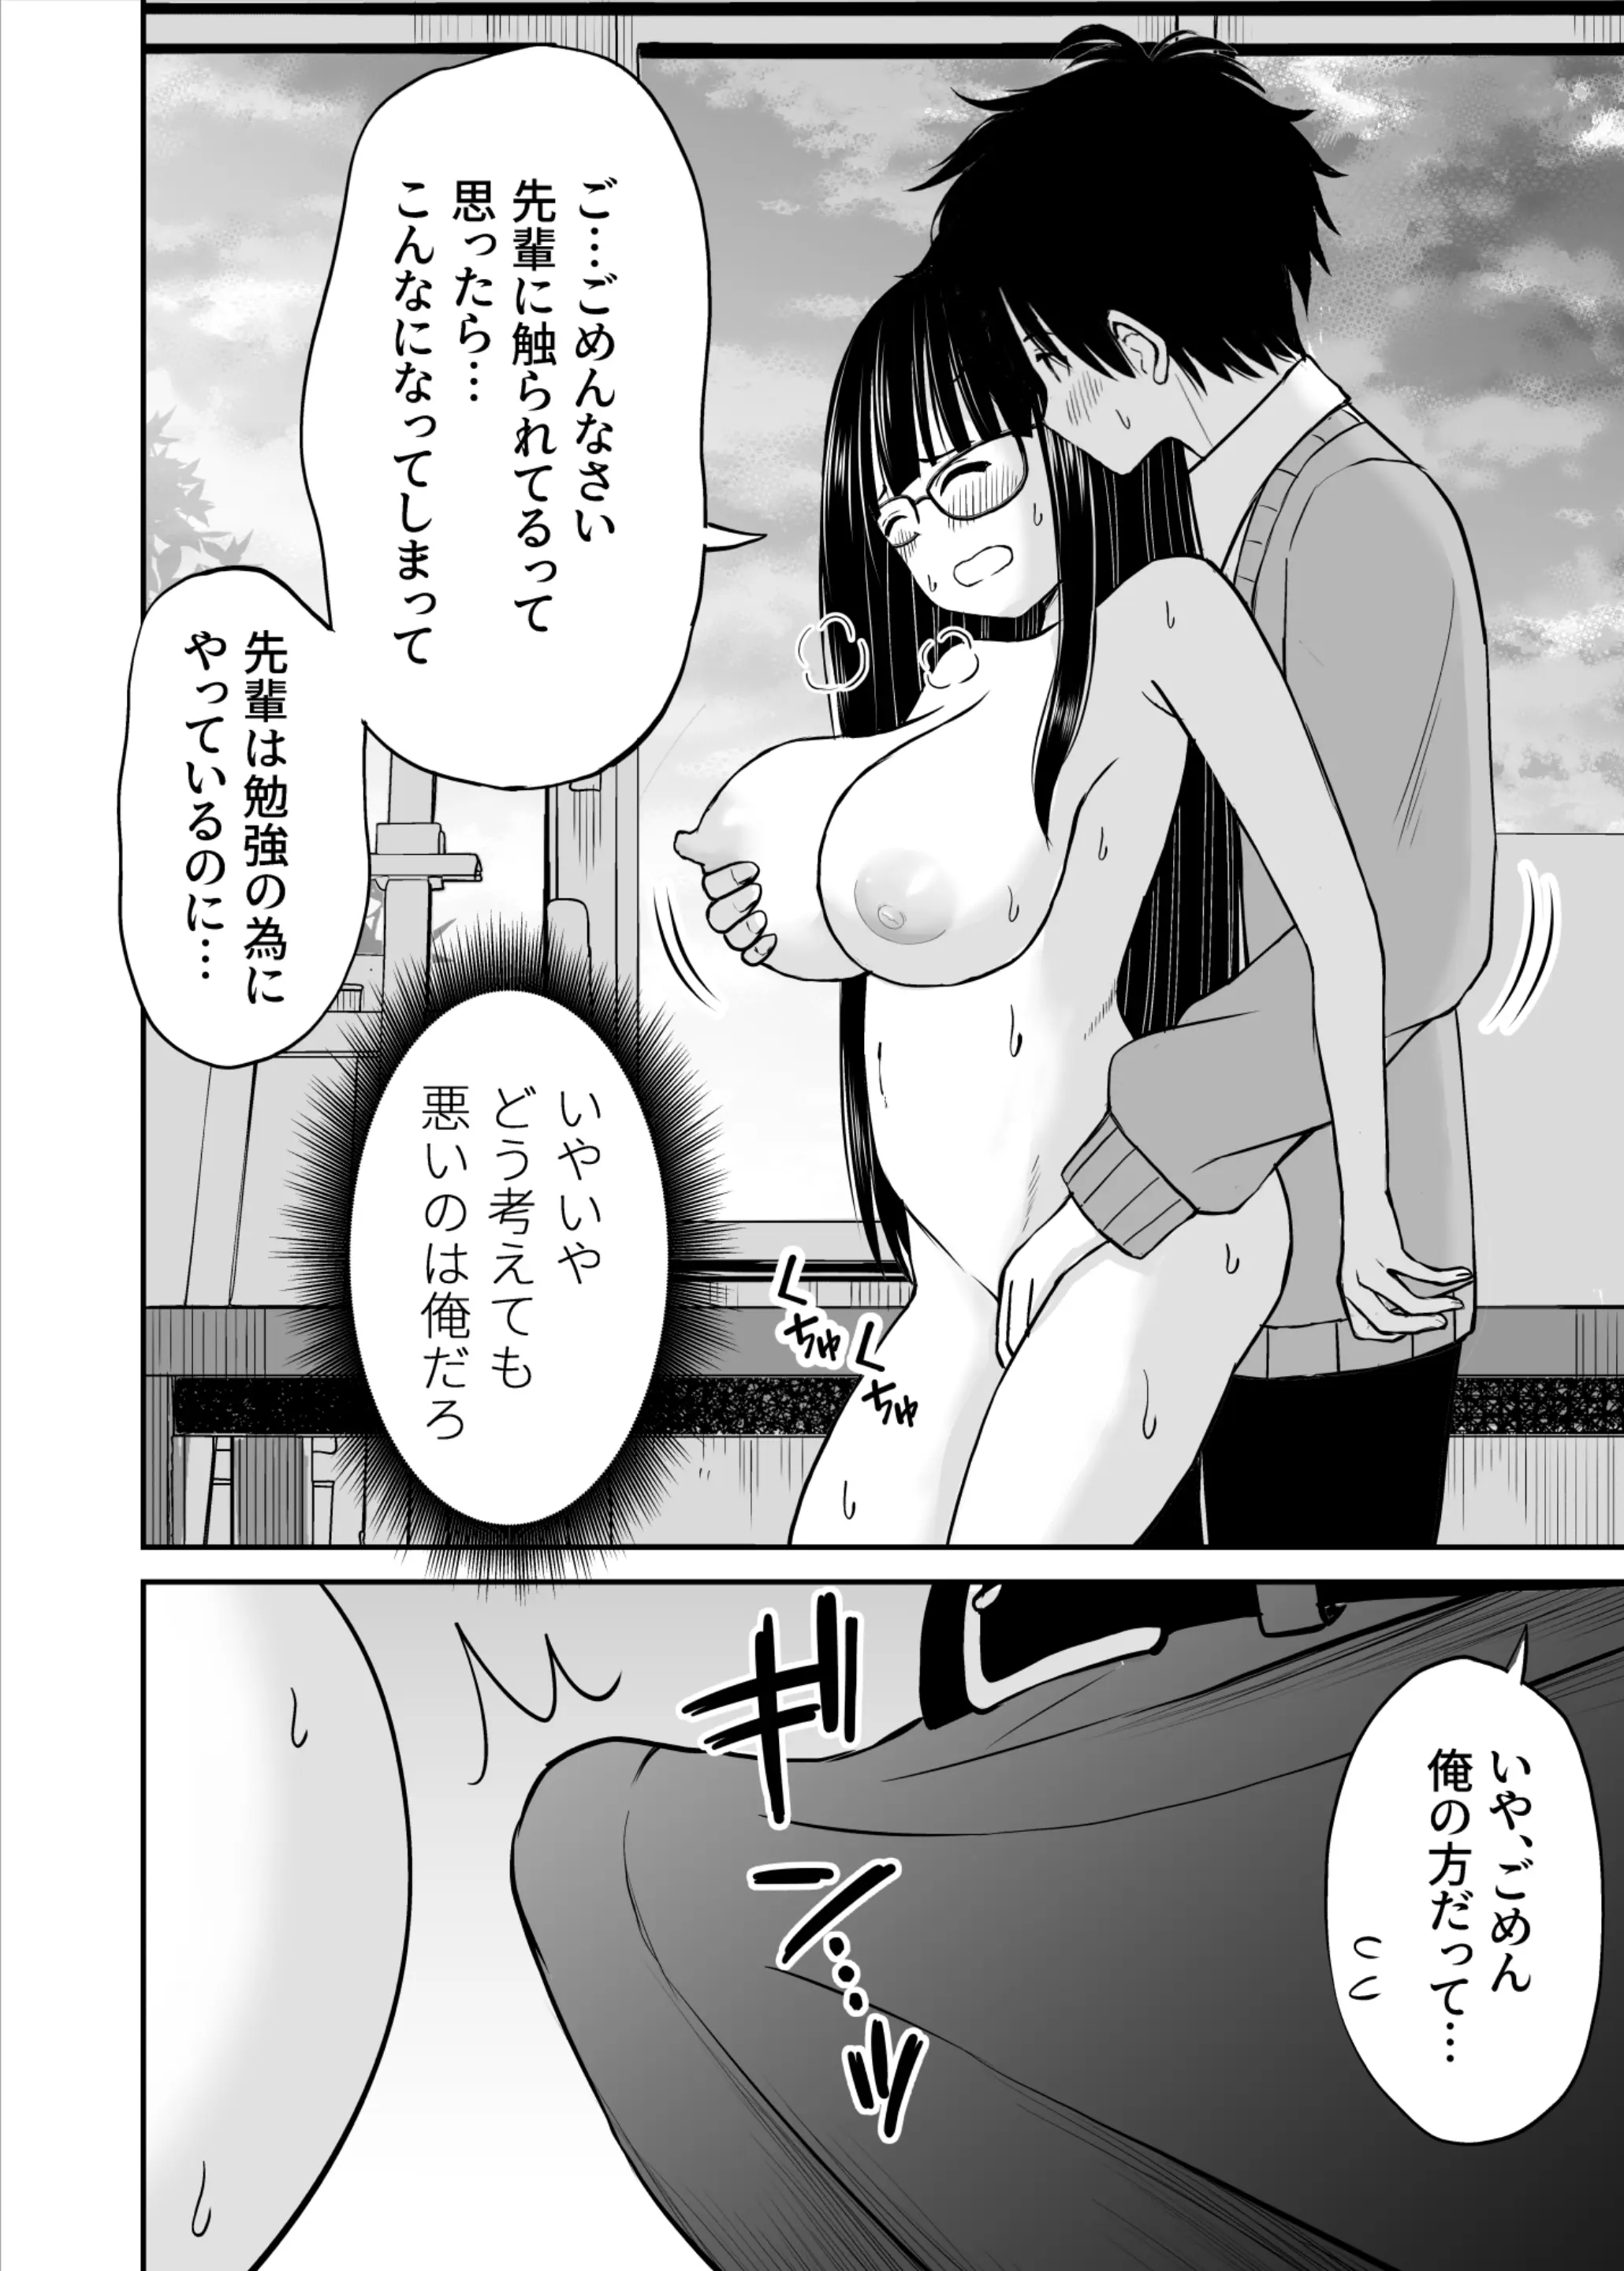 ご…ごめんなさい
先輩に触られてるって
思ったら…
こんなになってしまって
先輩は勉強の為に
やっているのに…
いやいや
どう考えても
悪いのは俺だろ
くちゅ
くちゅ
いや、ごめん
俺の方だって…
ギンギン